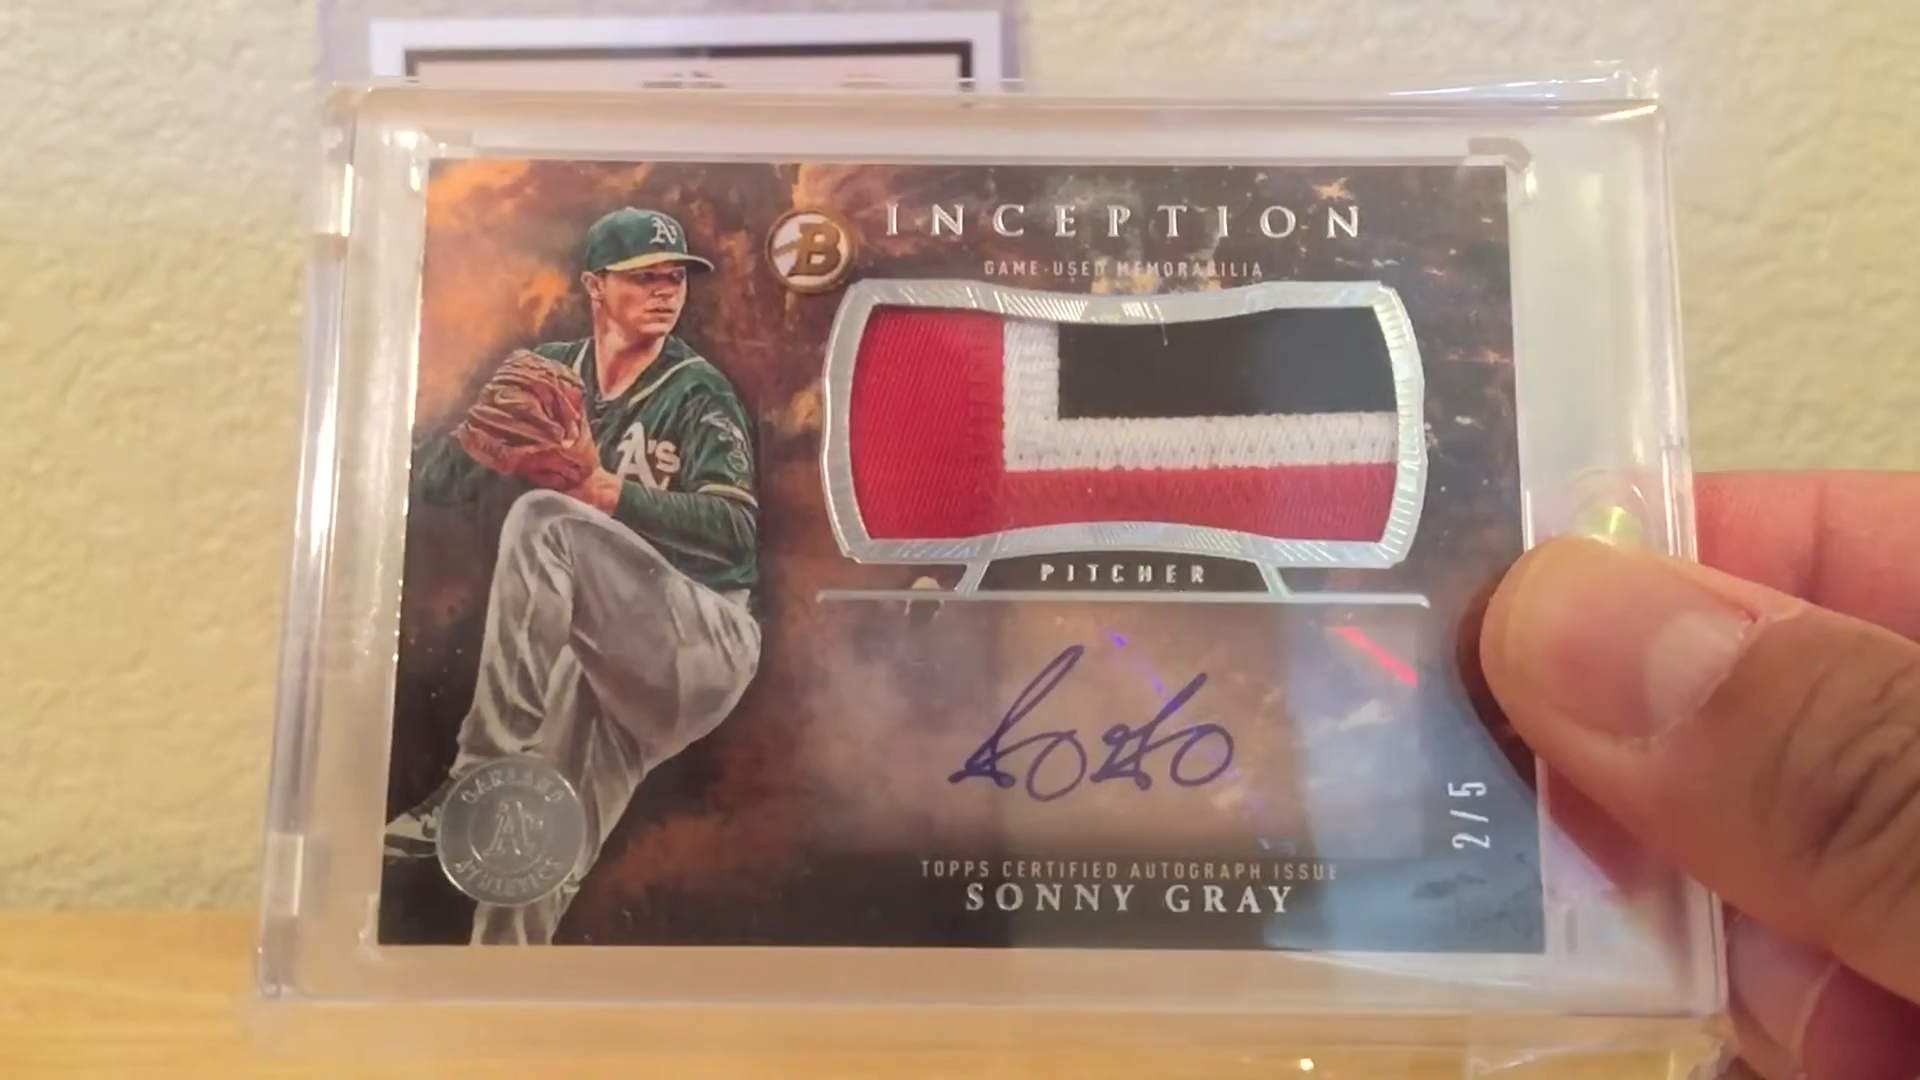 B INCEPTION
GAME-USED MEMORABILIA
A's
A's
PITCHER
2/5
OAKLAND
A's
ATHLETICS
TOPPS CERTIFIED AUTOGRAPH ISSUE
SONNY GRAY